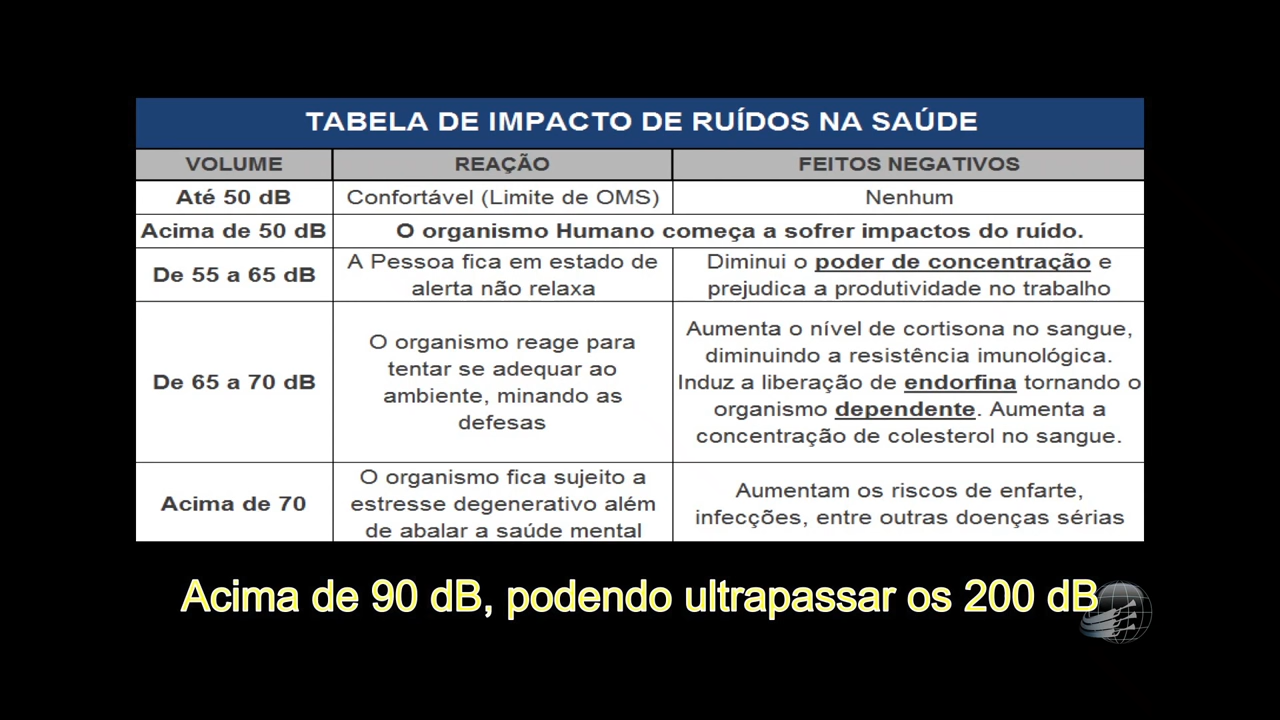 TABELA DE IMPACTO DE RUÍDOS NA SAÚDE
VOLUME REAÇÃO FEITOS NEGATIVOS
Até 50 dB Confortável (Limite de OMS) Nenhum
Acima de 50 dB O organismo Humano começa a sofrer impactos do ruído.
De 55 a 65 dB
A Pessoa fica em estado de
alerta não relaxa
Diminui o poder de concentração e
prejudica a produtividade no trabalho
De 65 a 70 dB
O organismo reage para
tentar se adequar ao
ambiente, minando as
defesas
Aumenta o nível de cortisona no sangue,
diminuindo a resistência imunológica.
Induz a liberação de endorfina tornando o
organismo dependente. Aumenta a
concentração de colesterol no sangue.
Acima de 70
O organismo fica sujeito a
estresse degenerativo além
de abalar a saúde mental
Aumentam os riscos de enfarte,
infecções, entre outras doenças sérias
Acima de 90 dB, podendo ultrapassar os 200 dB